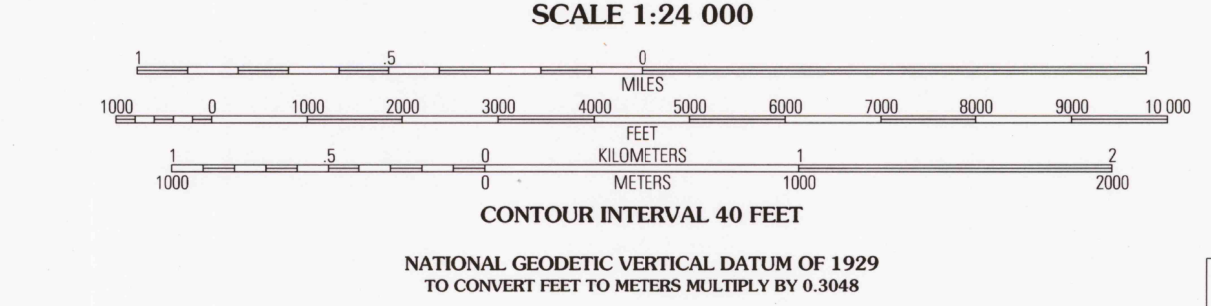 SCALE 1:24 000
1 .5 0 1
MILES
1000 0 1000 2000 3000 4000 5000 6000 7000 8000 9000 10 000
FEET
1 .5 0 KILOMETERS 1 2
1000 0 METERS 1000 2000
CONTOUR INTERVAL 40 FEET
NATIONAL GEODETIC VERTICAL DATUM OF 1929
TO CONVERT FEET TO METERS MULTIPLY BY 0.3048